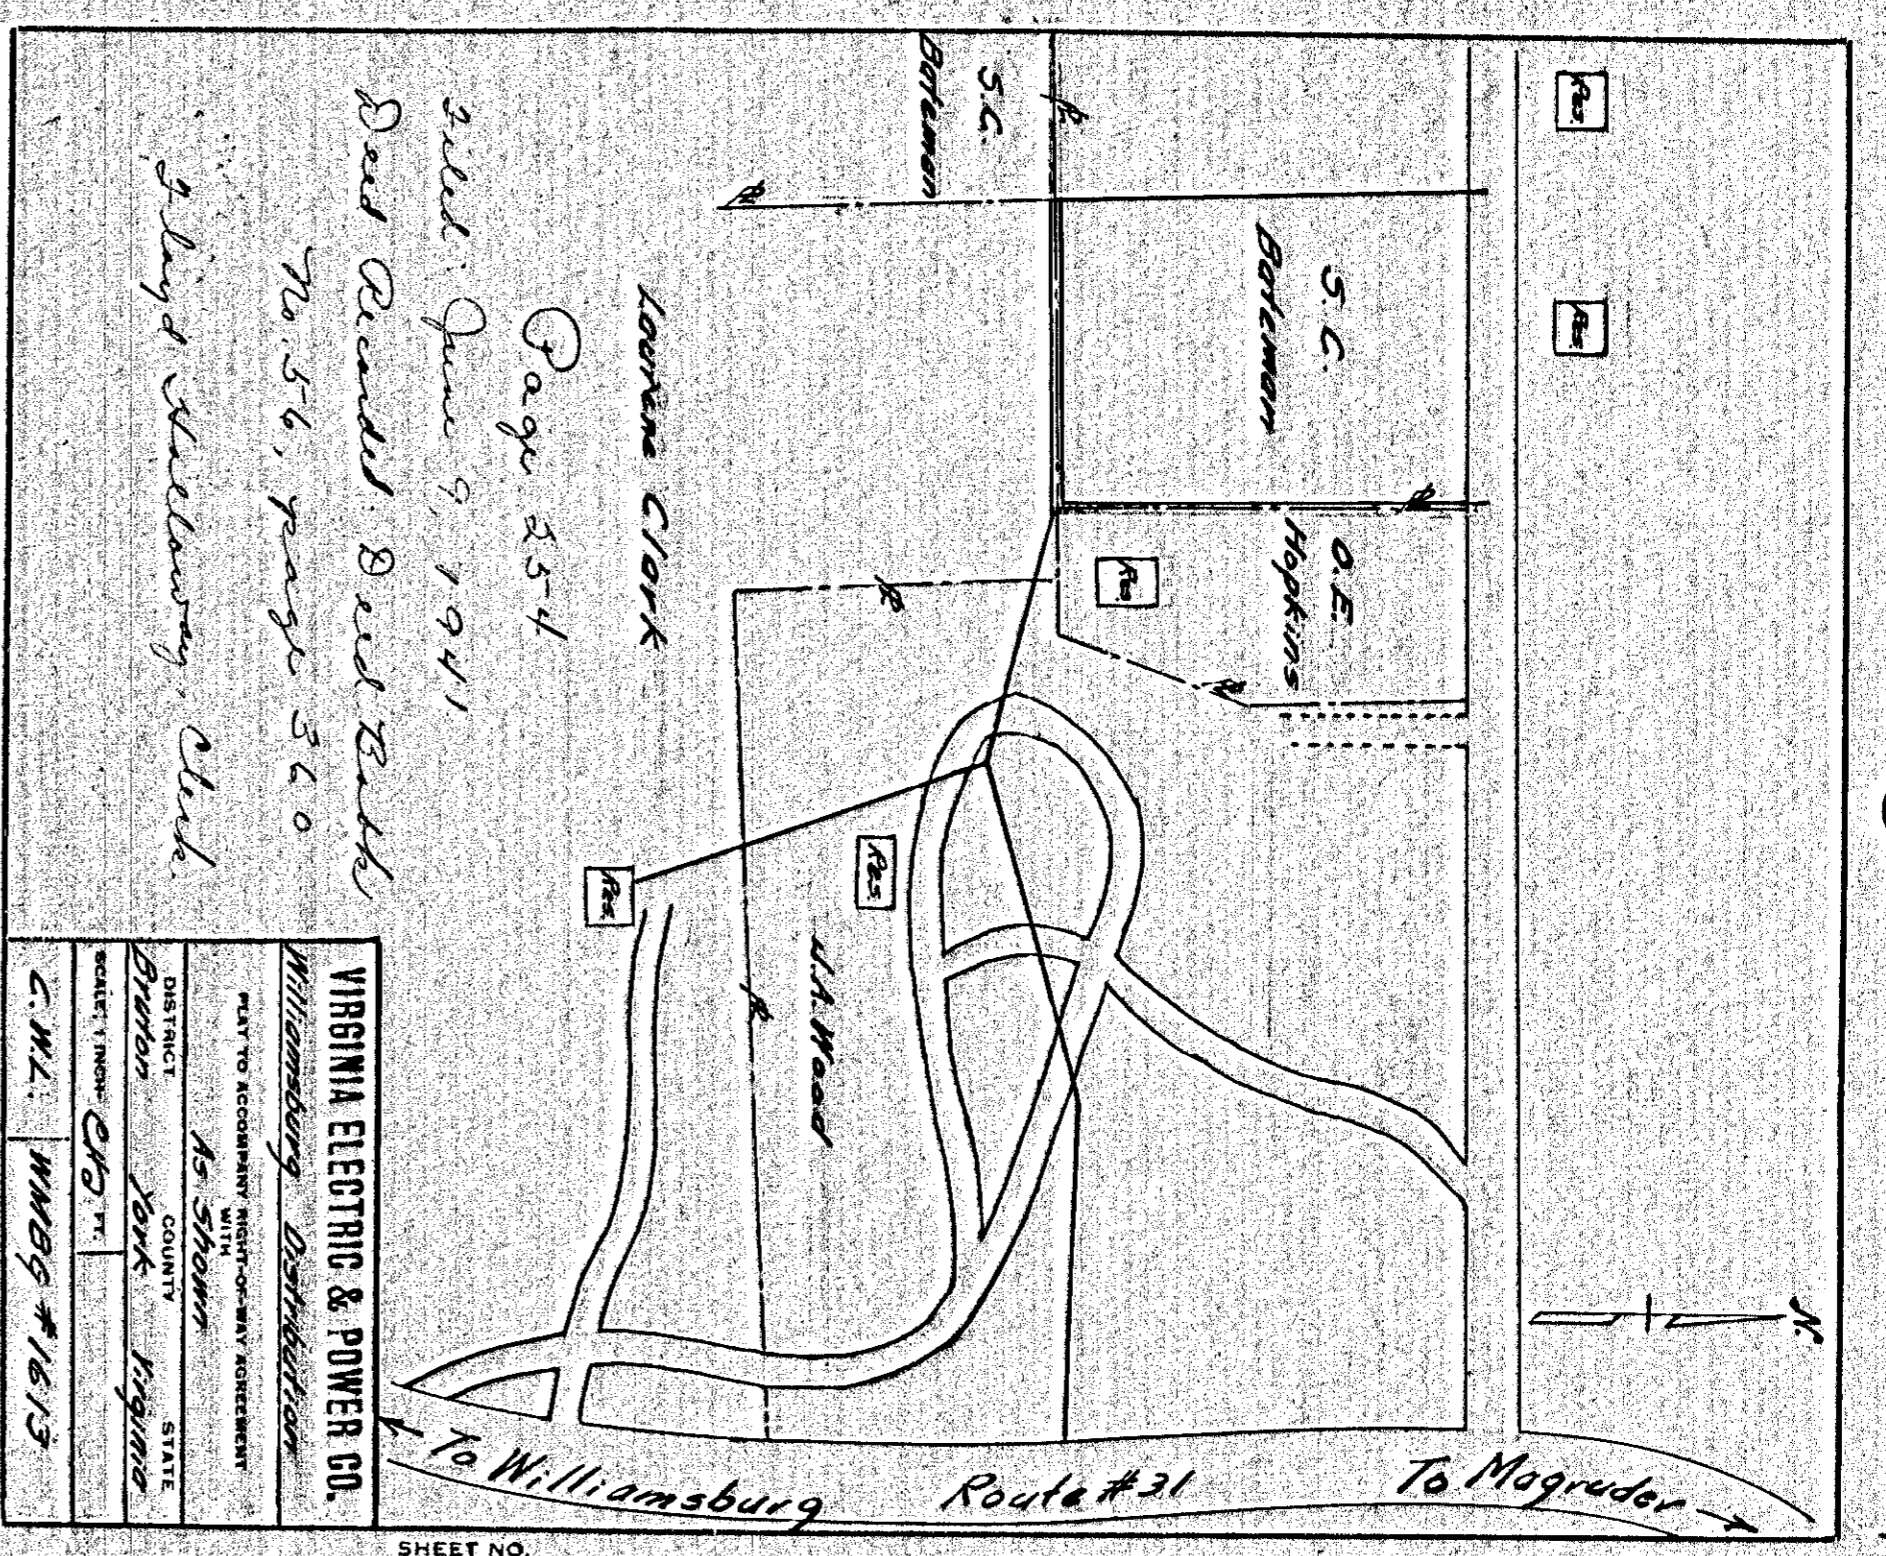 Res.
Res.
N.
S.C.
Bateman
S.C.
Bateman
O.E.
Hopkins
Res.
Res.
J.A. Wood
Res.
Lourene Clark
Page 254
Filed: June 9, 1941
Deed Recorded: Deed Book
No. 56, page 360
Floyd Holloway, Clerk.
To Williamsburg
Route #31
To Magruder
VIRGINIA ELECTRIC & POWER CO.
Williamsburg Distribution
PLAT TO ACCOMPANY RIGHT-OF-WAY AGREEMENT
WITH
As Shown
DISTRICT COUNTY STATE
Bruton York Virginia
SCALE: 1 INCH= FT.
C.W.L. WMBG #1613
SHEET NO.